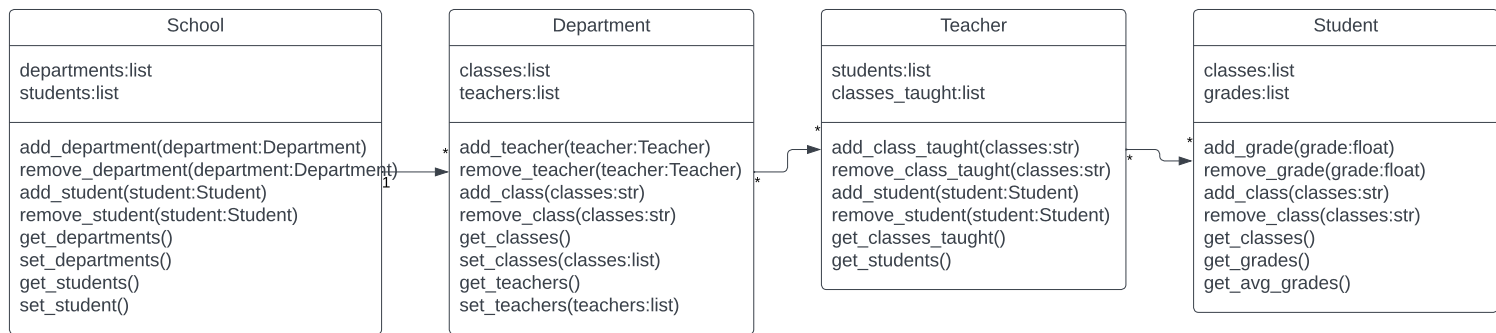 School
departments:list
students:list
add_department(department:Department)
remove_department(department:Department)
add_student(student:Student)
remove_student(student:Student)
get_departments()
set_departments()
get_students()
set_student()
1
*
Department
classes:list
teachers:list
add_teacher(teacher:Teacher)
remove_teacher(teacher:Teacher)
add_class(classes:str)
remove_class(classes:str)
get_classes()
set_classes(classes:list)
get_teachers()
set_teachers(teachers:list)
*
*
Teacher
students:list
classes_taught:list
add_class_taught(classes:str)
remove_class_taught(classes:str)
add_student(student:Student)
remove_student(student:Student)
get_classes_taught()
get_students()
*
*
Student
classes:list
grades:list
add_grade(grade:float)
remove_grade(grade:float)
add_class(classes:str)
remove_class(classes:str)
get_classes()
get_grades()
get_avg_grades()